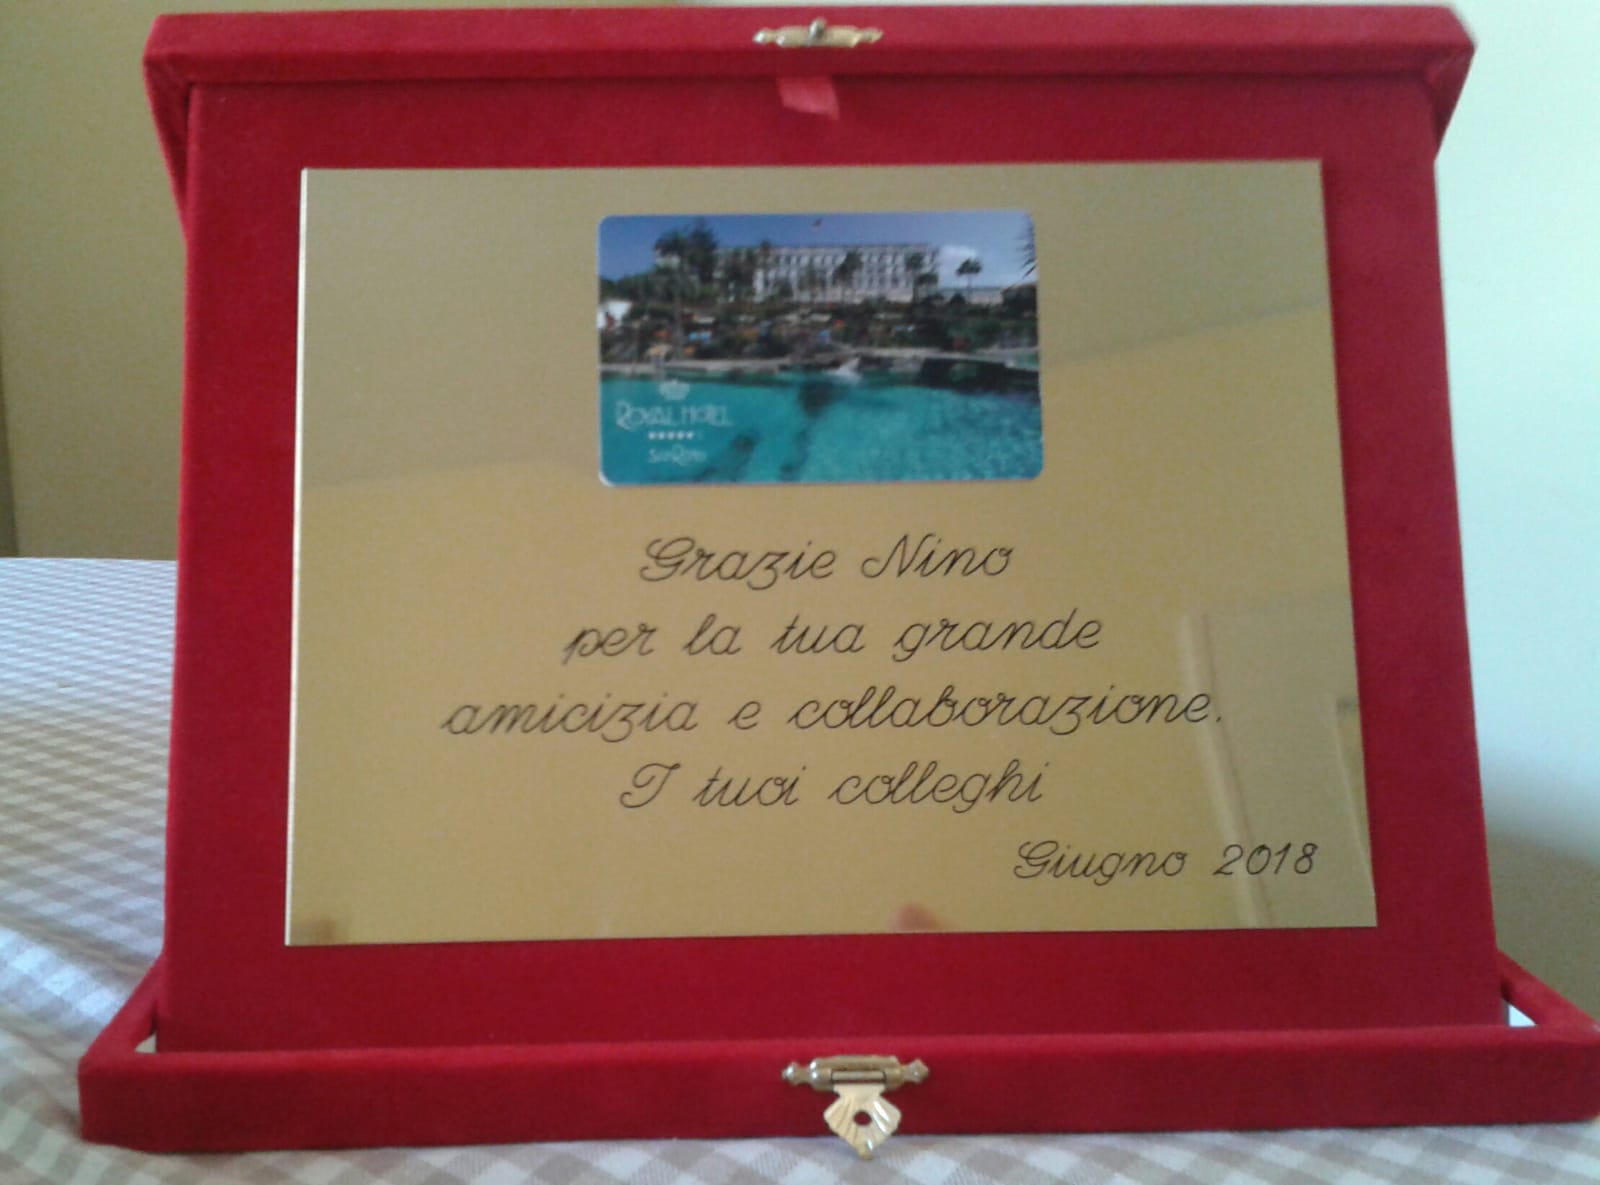 ROYAL HOTEL
SanRemo
Grazie Nino
per la tua grande
amicizia e collaborazione.
I tuoi colleghi
Giugno 2018